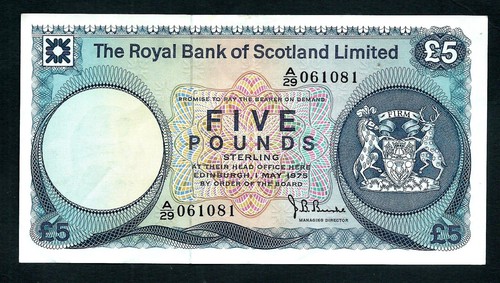 The Royal Bank of Scotland Limited
£5
A/29 061081
PROMISE TO PAY THE BEARER ON DEMAND
FIVE
POUNDS
STERLING
AT THEIR HEAD OFFICE HERE
EDINBURGH, 1 MAY 1975
BY ORDER OF THE BOARD
FIRM
A/29 061081
J.B. Burke
MANAGING DIRECTOR
£5
£5